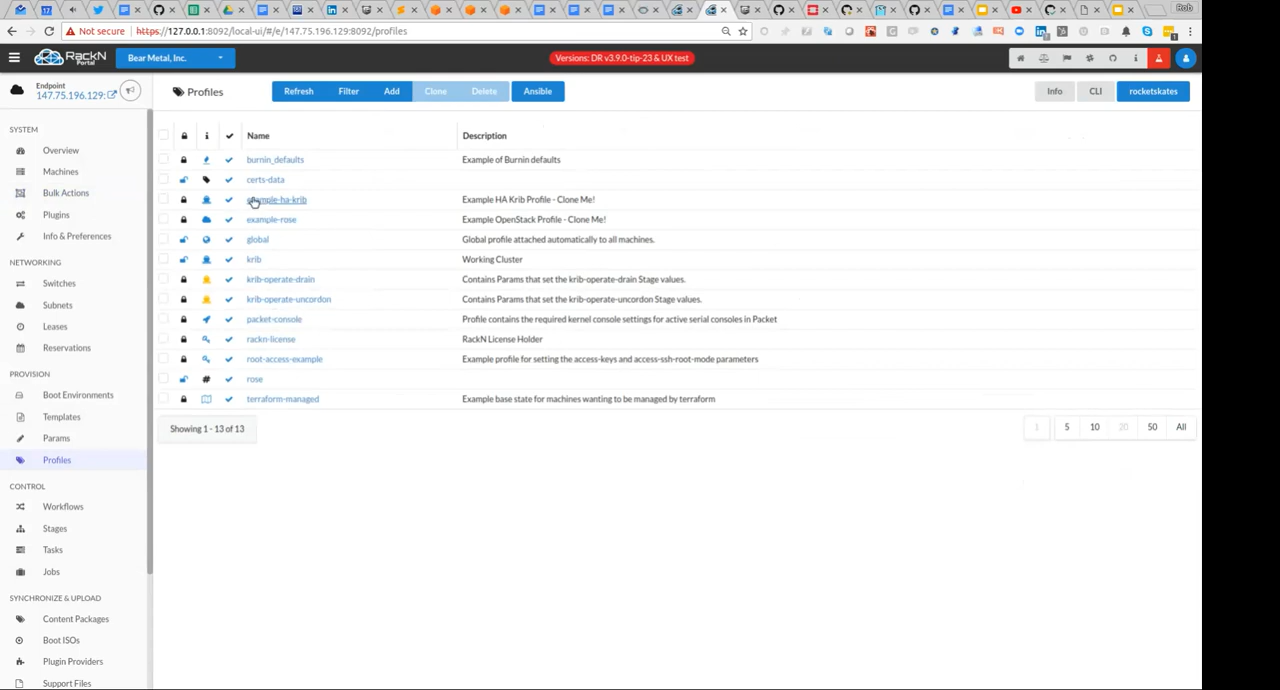 Rob
Not secure https://127.0.0.1:8092/local-ui/#/e/147.75.196.129:8092/profiles
RackN Portal
Bear Metal, Inc.
Versions: DR v3.9.0-tip-23 & UX test
Endpoint
147.75.196.129:
Profiles
Refresh Filter Add Clone Delete Ansible
Info CLI rocketskates
SYSTEM
Overview
Machines
Bulk Actions
Plugins
Info & Preferences
NETWORKING
Switches
Subnets
Leases
Reservations
PROVISION
Boot Environments
Templates
Params
Profiles
CONTROL
Workflows
Stages
Tasks
Jobs
SYNCHRONIZE & UPLOAD
Content Packages
Boot ISOs
Plugin Providers
Support Files
Name Description
burnin_defaults Example of Burnin defaults
certs-data
example-ha-krib Example HA Krib Profile - Clone Me!
example-rose Example OpenStack Profile - Clone Me!
global Global profile attached automatically to all machines.
krib Working Cluster
krib-operate-drain Contains Params that set the krib-operate-drain Stage values.
krib-operate-uncordon Contains Params that set the krib-operate-uncordon Stage values.
packet-console Profile contains the required kernel console settings for active serial consoles in Packet
rackn-license RackN License Holder
root-access-example Example profile for setting the access-keys and access-ssh-root-mode parameters
rose
terraform-managed Example base state for machines wanting to be managed by terraform
Showing 1 - 13 of 13
1 5 10 20 50 All